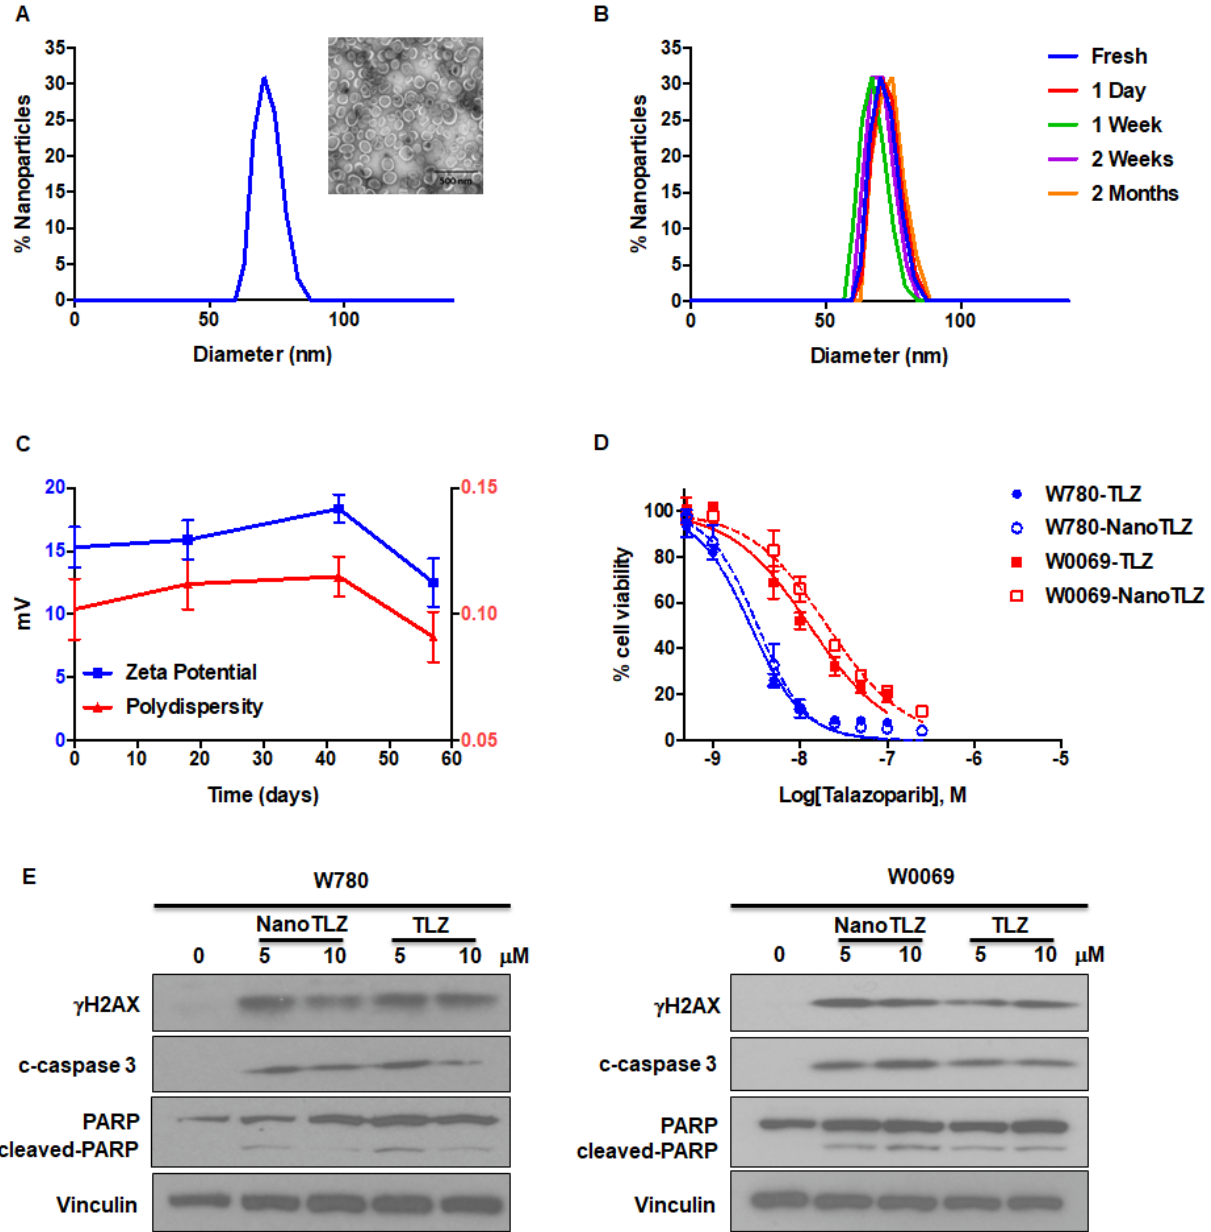 A
35
30
25
20
15
10
5
0
% Nanoparticles
500 nm
0 50 100
Diameter (nm)
B
35
30
25
20
15
10
5
0
% Nanoparticles
Fresh
1 Day
1 Week
2 Weeks
2 Months
0 50 100
Diameter (nm)
C
20 0.15
15
10 0.10
5
0 0.05
mV
Zeta Potential
Polydispersity
0 10 20 30 40 50 60
Time (days)
D
100
80
60
40
20
0
% cell viability
W780-TLZ
W780-NanoTLZ
W0069-TLZ
W0069-NanoTLZ
-9 -8 -7 -6 -5
Log[Talazoparib], M
E
W780
NanoTLZ TLZ
0 5 10 5 10 μM
γH2AX
c-caspase 3
PARP
cleaved-PARP
Vinculin
W0069
NanoTLZ TLZ
0 5 10 5 10 μM
γH2AX
c-caspase 3
PARP
cleaved-PARP
Vinculin